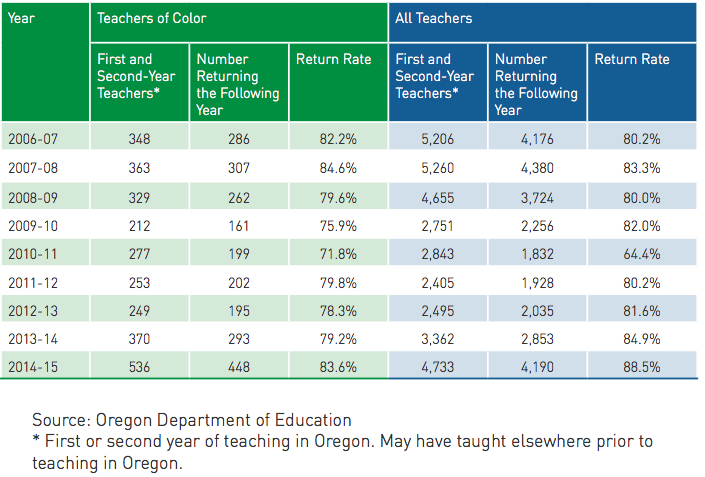 Year Teachers of Color All Teachers
First and Number Return Rate First and Number Return Rate
Second-Year Returning Second-Year Returning
Teachers* the Following Teachers* the Following
Year Year
2006-07 348 286 82.2% 5,206 4,176 80.2%
2007-08 363 307 84.6% 5,260 4,380 83.3%
2008-09 329 262 79.6% 4,655 3,724 80.0%
2009-10 212 161 75.9% 2,751 2,256 82.0%
2010-11 277 199 71.8% 2,843 1,832 64.4%
2011-12 253 202 79.8% 2,405 1,928 80.2%
2012-13 249 195 78.3% 2,495 2,035 81.6%
2013-14 370 293 79.2% 3,362 2,853 84.9%
2014-15 536 448 83.6% 4,733 4,190 88.5%
Source: Oregon Department of Education
* First or second year of teaching in Oregon. May have taught elsewhere prior to
teaching in Oregon.